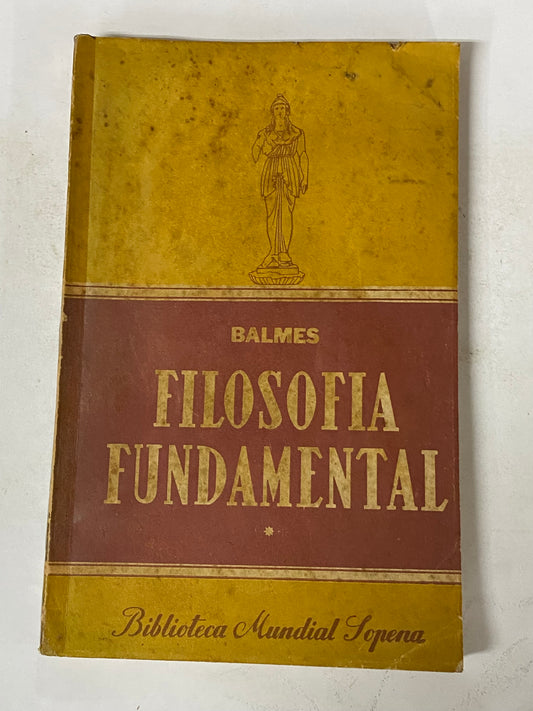 BALMES
FILOSOFIA
FUNDAMENTAL
*
Biblioteca Mundial Sopena